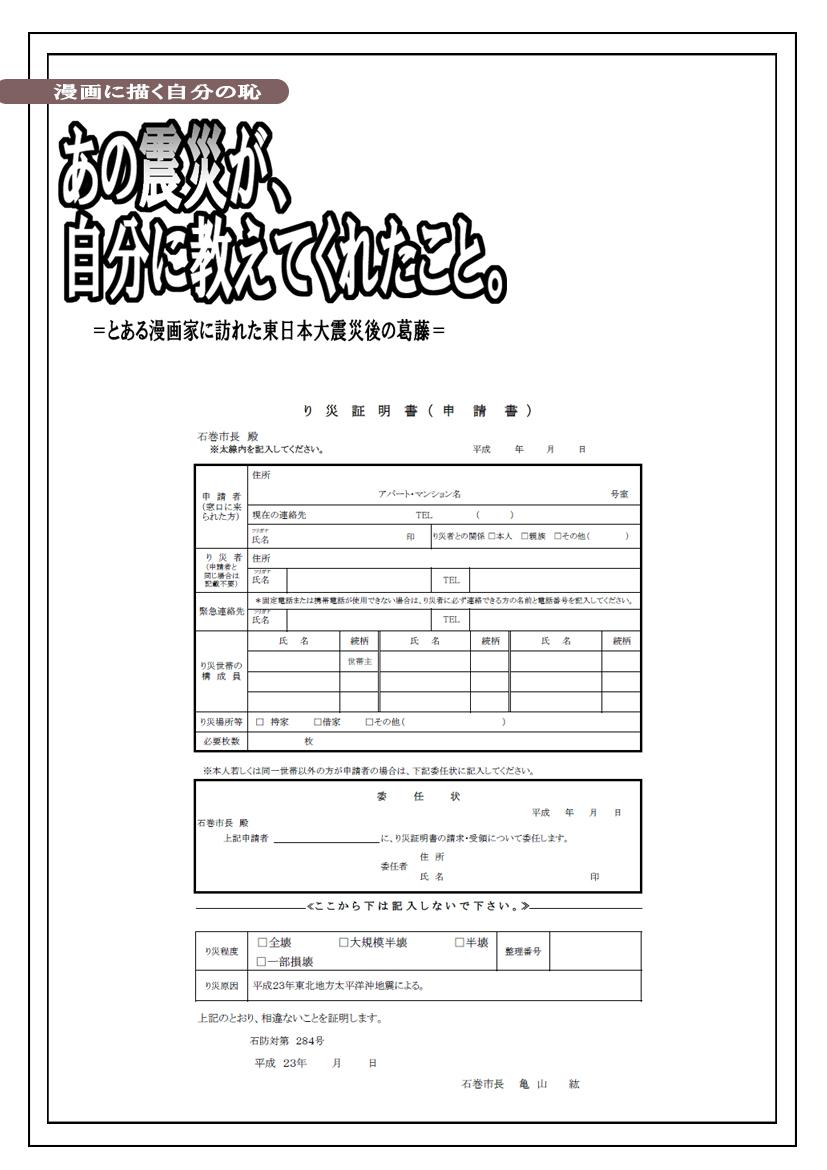 漫画に描く自分の恥
あの震災が、
自分に教えてくれたこと。
=とある漫画家に訪れた東日本大震災後の葛藤=
り災証明書(申請書)
石巻市長 殿
※太線内を記入してください。 平成 年 月 日
申請者
(窓口に来
られた方)
住所
アパート・マンション名 号室
現在の連絡先 TEL ( )
フリガナ
氏名 印 り災者との関係 □本人 □親族 □その他( )
り災者
(申請者と
同じ場合は
記載不要)
住所
フリガナ
氏名 TEL
緊急連絡先
*固定電話または携帯電話が使用できない場合は、り災者に必ず連絡できる方の名前と電話番号を記入してください。
フリガナ
氏名 TEL
り災世帯の
構成員
氏 名 続柄 氏 名 続柄 氏 名 続柄
世帯主
り災場所等 □ 持家 □借家 □その他( )
必要枚数 枚
※本人若しくは同一世帯以外の方が申請者の場合は、下記委任状に記入してください。
委 任 状
平成 年 月 日
石巻市長 殿
上記申請者 に、り災証明書の請求・受領について委任します。
住 所
委任者
氏 名 印
≪ここから下は記入しないで下さい。≫
り災程度 □全壊 □大規模半壊 □半壊 整理番号
□一部損壊
り災原因 平成23年東北地方太平洋沖地震による。
上記のとおり、相違ないことを証明します。
石防対第 284号
平成 23年 月 日
石巻市長 亀 山 紘